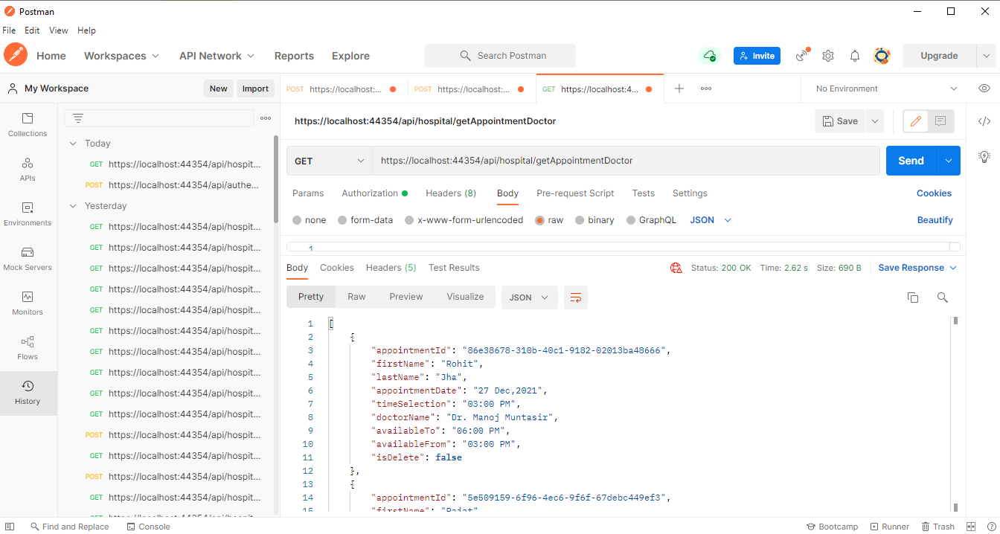 Postman
File Edit View Help
Home Workspaces API Network Reports Explore Search Postman Invite Upgrade
My Workspace New Import
POST https://localhost:... POST https://localhost:... GET https://localhost:4... No Environment
Collections
APIs
Environments
Mock Servers
Monitors
Flows
History
Today
GET https://localhost:44354/api/hospit...
POST https://localhost:44354/api/authe...
Yesterday
GET https://localhost:44354/api/hospit...
GET https://localhost:44354/api/hospit...
GET https://localhost:44354/api/hospit...
GET https://localhost:44354/api/hospit...
GET https://localhost:44354/api/hospit...
GET https://localhost:44354/api/hospit...
GET https://localhost:44354/api/hospit...
GET https://localhost:44354/api/hospit...
GET https://localhost:44354/api/hospit...
GET https://localhost:44354/api/hospit...
POST https://localhost:44354/api/hospit...
GET https://localhost:44354/api/hospit...
POST https://localhost:44354/api/hospit...
GET https://localhost:44354/api/hospit...
GET https://localhost:44354/api/hospit...
https://localhost:44354/api/hospital/getAppointmentDoctor Save
GET https://localhost:44354/api/hospital/getAppointmentDoctor Send
Params Authorization Headers (8) Body Pre-request Script Tests Settings Cookies
none form-data x-www-form-urlencoded raw binary GraphQL JSON Beautify
1
Body Cookies Headers (5) Test Results Status: 200 OK Time: 2.62 s Size: 690 B Save Response
Pretty Raw Preview Visualize JSON
1 [
2 {
3 "appointmentId": "86e38678-310b-40c1-9182-02013ba48666",
4 "firstName": "Rohit",
5 "lastName": "Jha",
6 "appointmentDate": "27 Dec,2021",
7 "timeSelection": "03:00 PM",
8 "doctorName": "Dr. Manoj Muntasir",
9 "availableTo": "06:00 PM",
10 "availableFrom": "03:00 PM",
11 "isDelete": false
12 },
13 {
14 "appointmentId": "5e509159-6f96-4ec6-9f6f-67debc449ef3",
15 "firstName": "Rajat",
Find and Replace Console Bootcamp Runner Trash